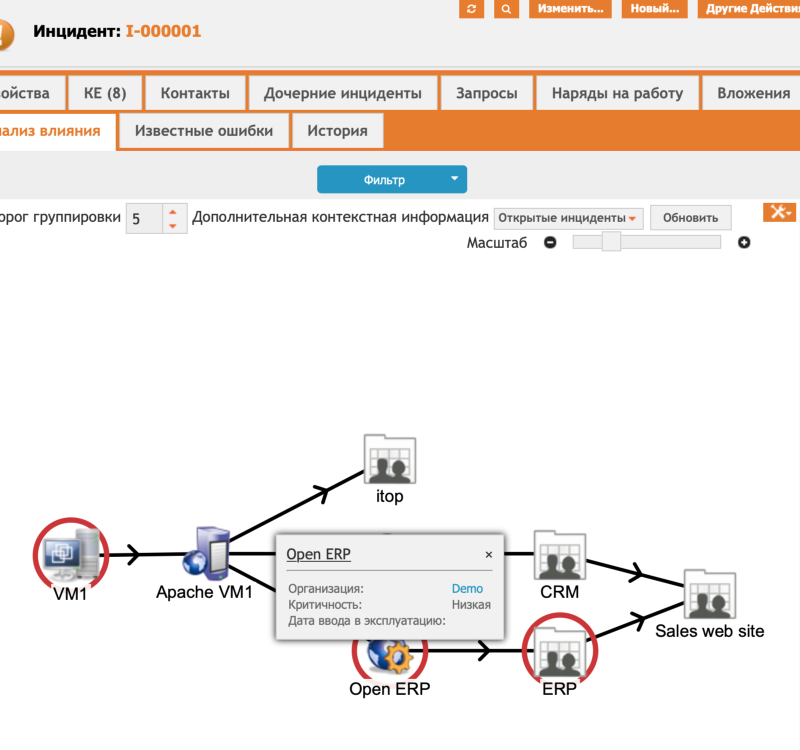 Изменить...
Новый...
Другие Действия
Инцидент: I-000001
ойства
КЕ (8)
Контакты
Дочерние инциденты
Запросы
Наряды на работу
Вложения
ализ влияния
Известные ошибки
История
Фильтр
орог группировки 5 Дополнительная контекстная информация Открытые инциденты Обновить
Масштаб
itop
VM1
Apache VM1
Open ERP ×
Организация: Demo
Критичность: Низкая
Дата ввода в эксплуатацию:
CRM
Sales web site
Open ERP
ERP